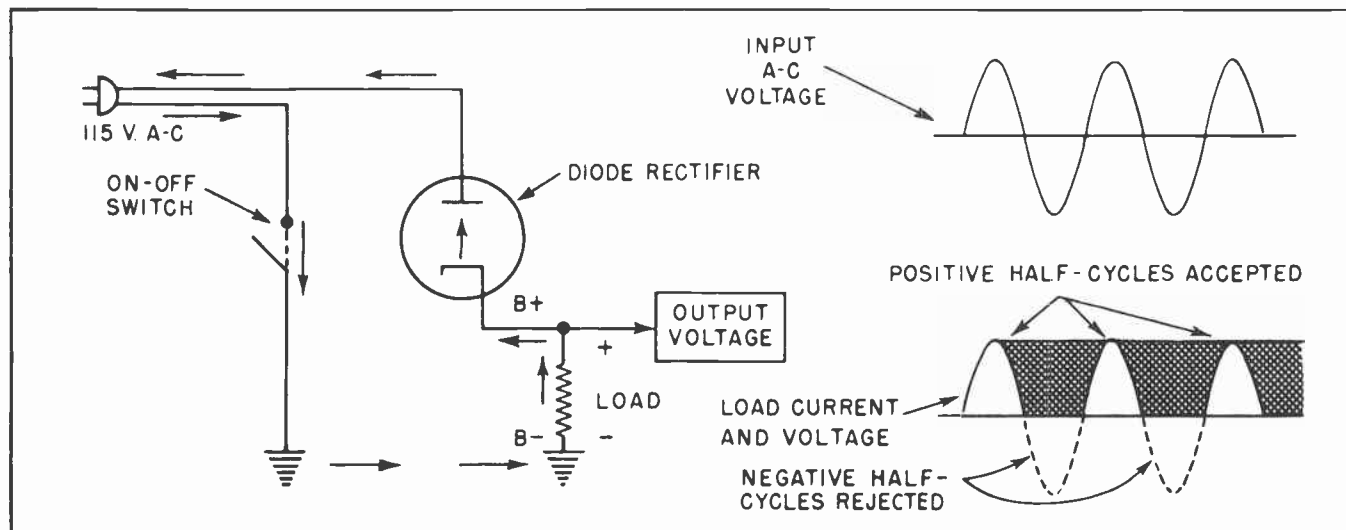 115 V. A-C
ON-OFF
SWITCH
DIODE RECTIFIER
B+
+
OUTPUT
VOLTAGE
LOAD
B-
-
INPUT
A-C
VOLTAGE
POSITIVE HALF-CYCLES ACCEPTED
LOAD CURRENT
AND VOLTAGE
NEGATIVE HALF-
CYCLES REJECTED